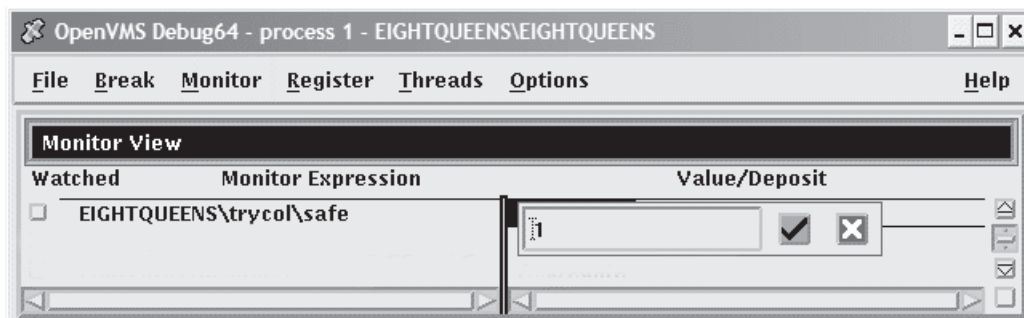 OpenVMS Debug64 - process 1 - EIGHTQUEENS\EIGHTQUEENS
File Break Monitor Register Threads Options Help
Monitor View
Watched Monitor Expression Value/Deposit
EIGHTQUEENS\trycol\safe 1